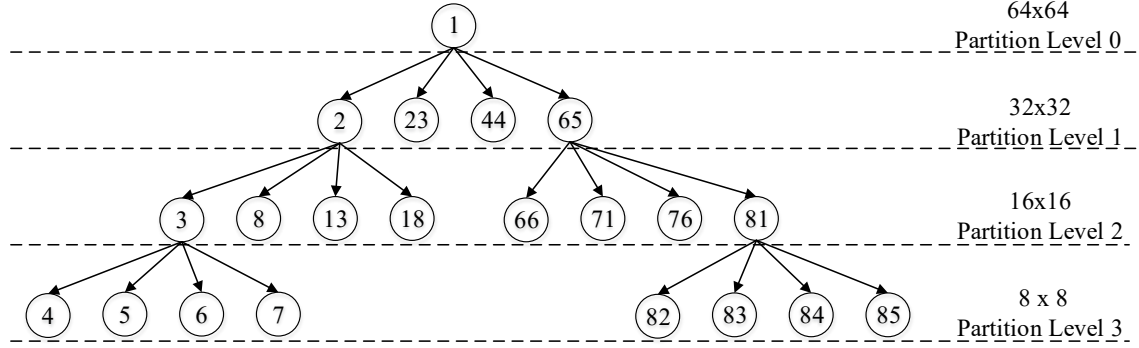 1
64x64
Partition Level 0
2 23 44 65
32x32
Partition Level 1
3 8 13 18 66 71 76 81
16x16
Partition Level 2
4 5 6 7 82 83 84 85
8 x 8
Partition Level 3